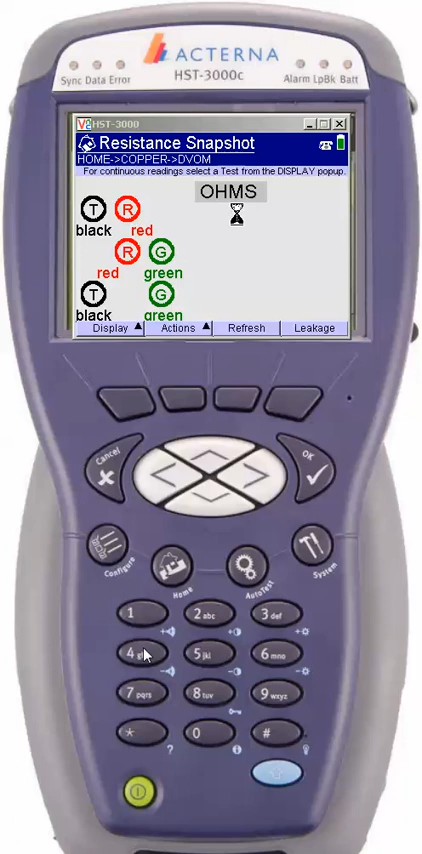 ACTERNA
Sync Data Error
HST-3000c
Alarm LpBk Batt
HST-3000
Resistance Snapshot
HOME->COPPER->DVOM
For continuous readings select a Test from the DISPLAY popup.
OHMS
T R
black red
R G
red green
T G
black green
Display Actions Refresh Leakage
Cancel OK
Configure Home AutoTest System
1 2 abc 3 def
4 5 jkl 6 mno
7 pqrs 8 tuv 9 wxyz
* 0 #
?